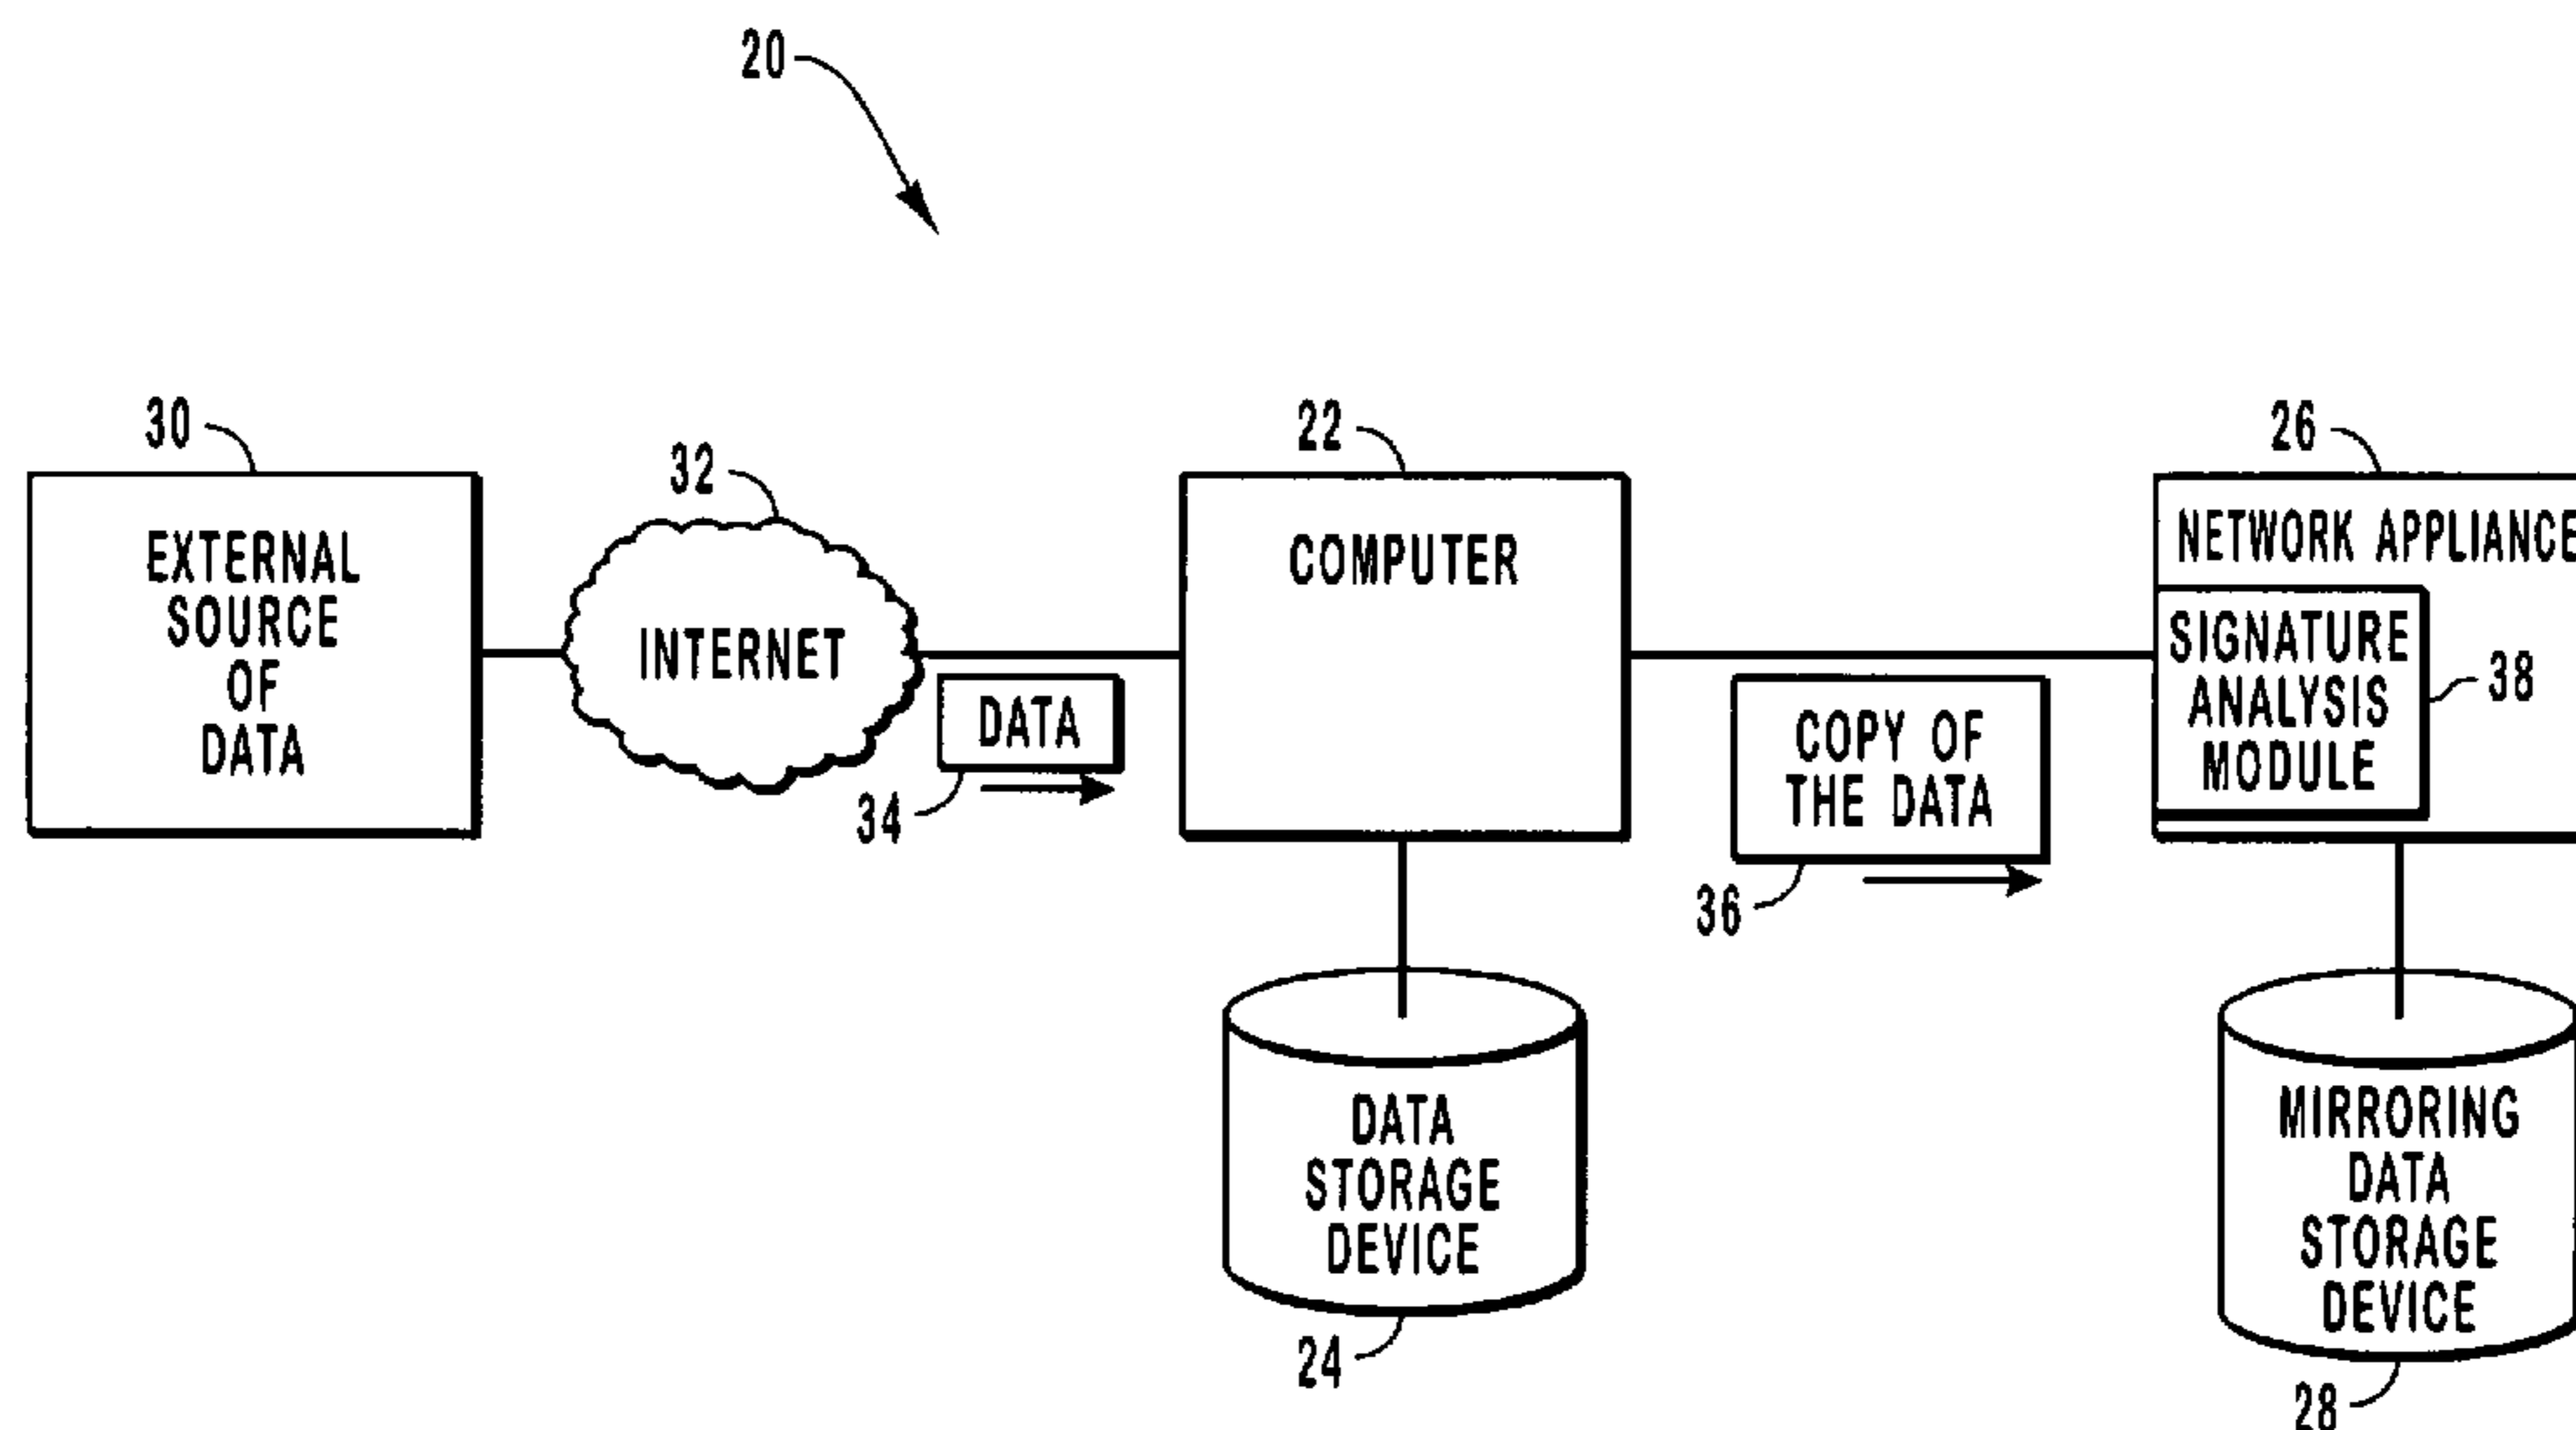 20
30
EXTERNAL
SOURCE
OF
DATA
32
INTERNET
DATA
34
22
COMPUTER
DATA
STORAGE
DEVICE
24
COPY OF
THE DATA
36
26
NETWORK APPLIANCE
SIGNATURE
ANALYSIS
MODULE
38
MIRRORING
DATA
STORAGE
DEVICE
28